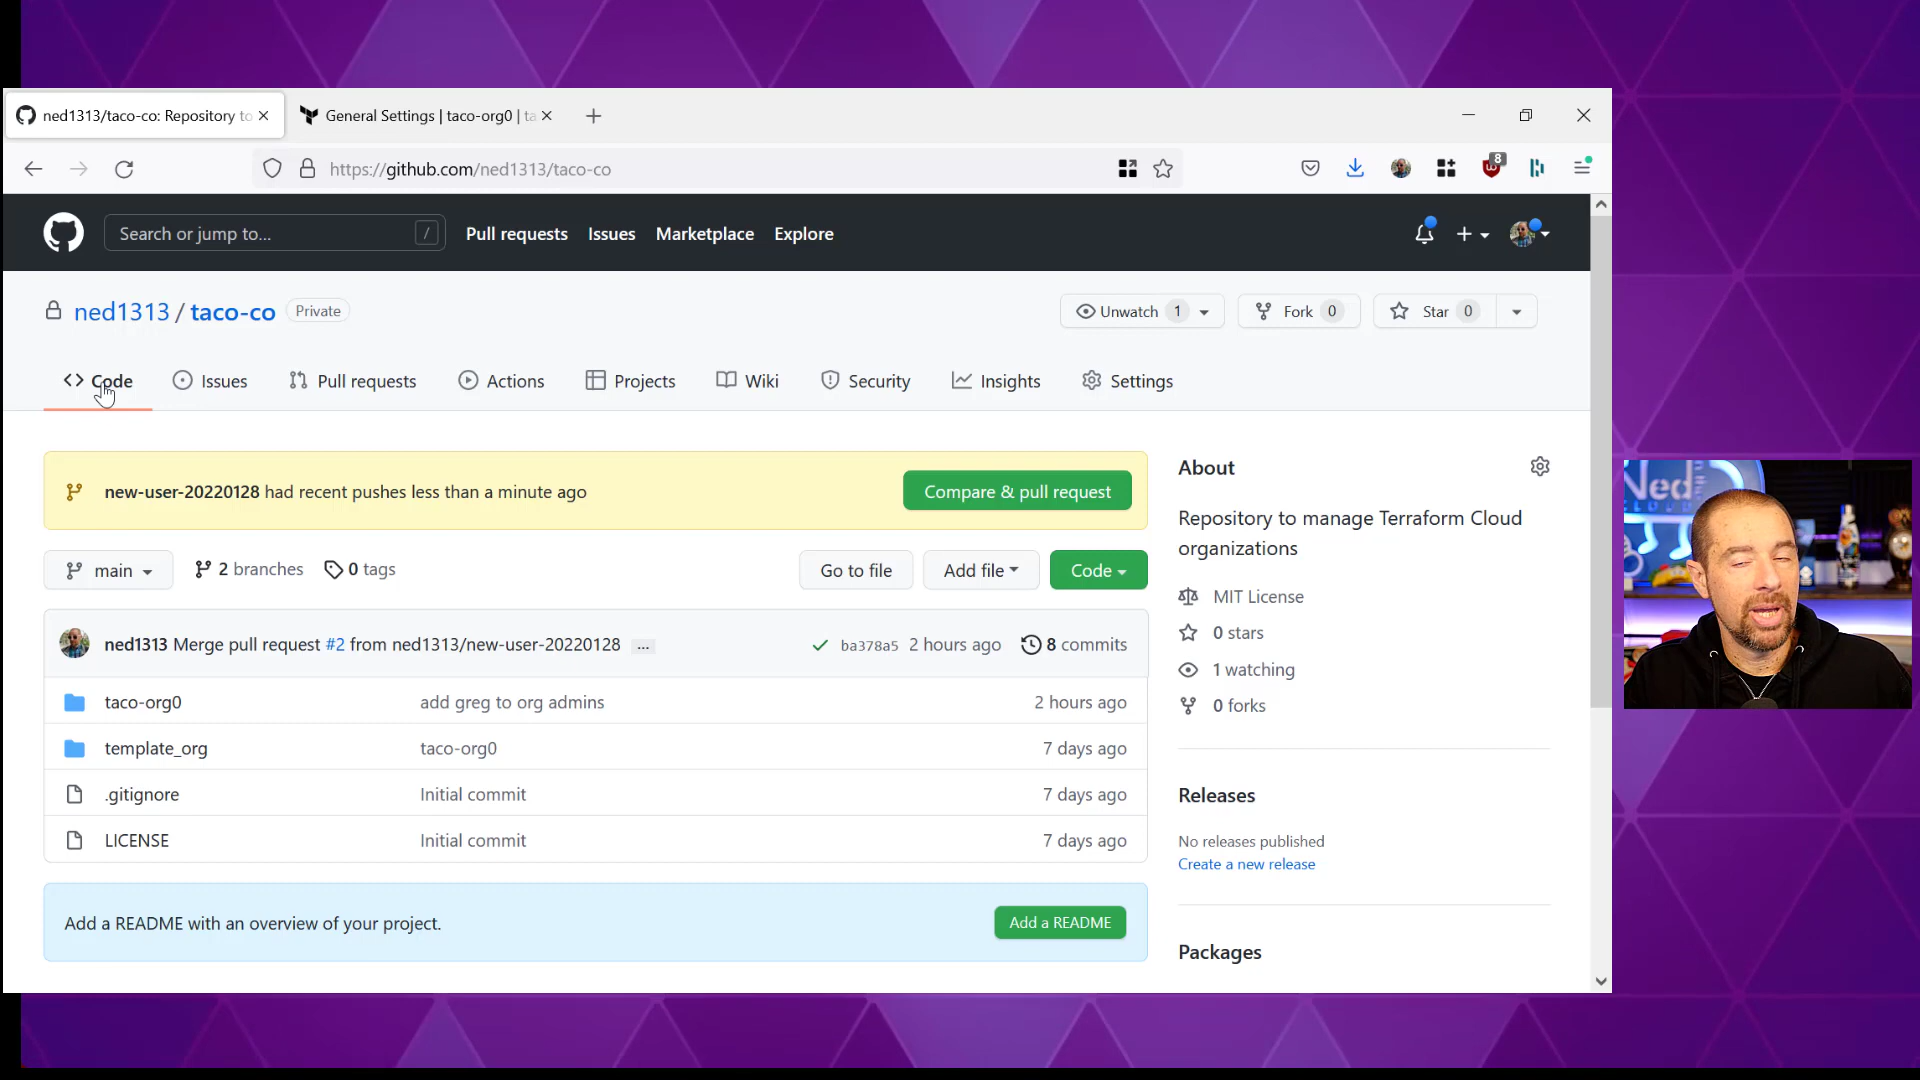 ned1313/taco-co: Repository to
General Settings | taco-org0 | ta
https://github.com/ned1313/taco-co
8
Search or jump to...
/
Pull requests
Issues
Marketplace
Explore
ned1313 / taco-co
Private
Unwatch 1
Fork 0
Star 0
Code
Issues
Pull requests
Actions
Projects
Wiki
Security
Insights
Settings
new-user-20220128 had recent pushes less than a minute ago
Compare & pull request
main
2 branches
0 tags
Go to file
Add file
Code
ned1313 Merge pull request #2 from ned1313/new-user-20220128 ...
ba378a5 2 hours ago
8 commits
taco-org0
add greg to org admins
2 hours ago
template_org
taco-org0
7 days ago
.gitignore
Initial commit
7 days ago
LICENSE
Initial commit
7 days ago
Add a README with an overview of your project.
Add a README
About
Repository to manage Terraform Cloud
organizations
MIT License
0 stars
1 watching
0 forks
Releases
No releases published
Create a new release
Packages
Ned